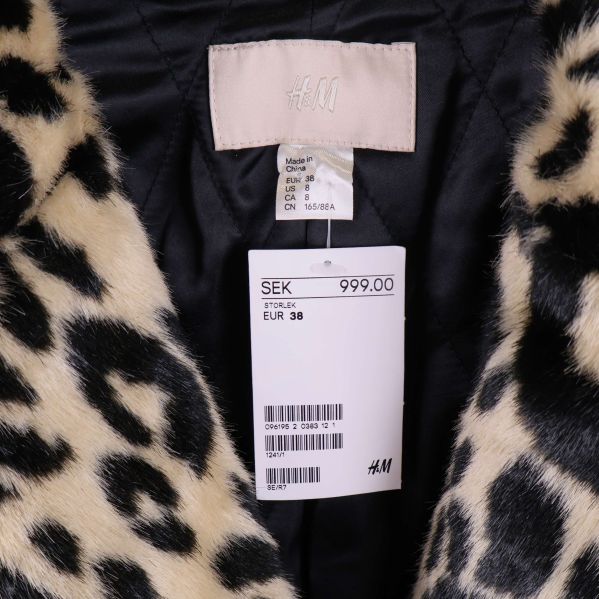 H&M
Made in
China
EUR 38
US 8
CA 8
CN 165/88A
SEK 999.00
STORLEK
EUR 38
096195 2 0383 12 1
1241/1
SE/R7
H&M